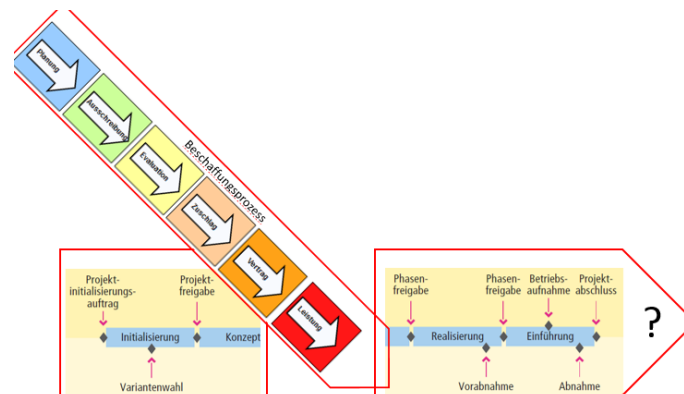 Planung
Ausschreibung
Evaluation
Zuschlag
Vertrag
Leistung
Beschaffungsprozess
Projekt-
initialisierungs-
auftrag
Projekt-
freigabe
Initialisierung
Konzept
Variantenwahl
Phasen-
freigabe
Phasen-
freigabe
Betriebs-
aufnahme
Projekt-
abschluss
Realisierung
Einführung
Vorabnahme
Abnahme
?